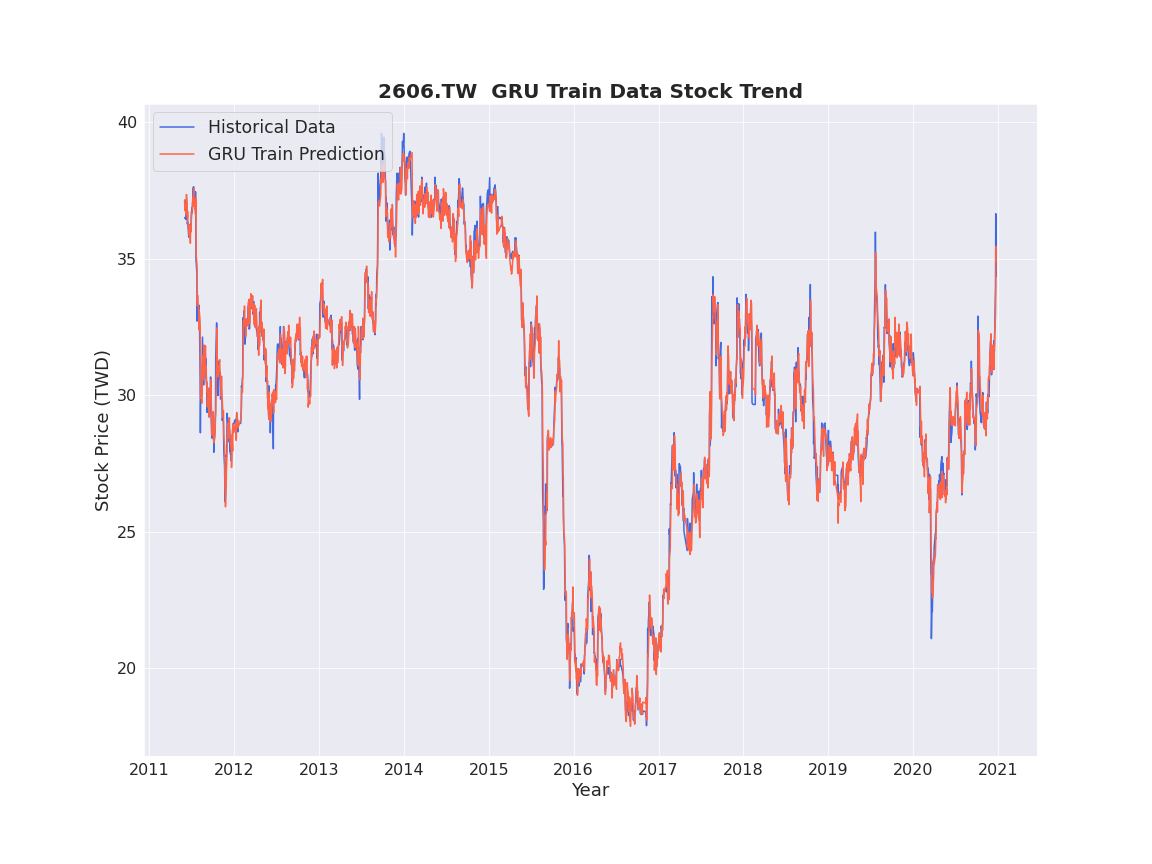 2606.TW  GRU Train Data Stock Trend
Historical Data
GRU Train Prediction
Stock Price (TWD)
40
35
30
25
20
2011 2012 2013 2014 2015 2016 2017 2018 2019 2020 2021
Year